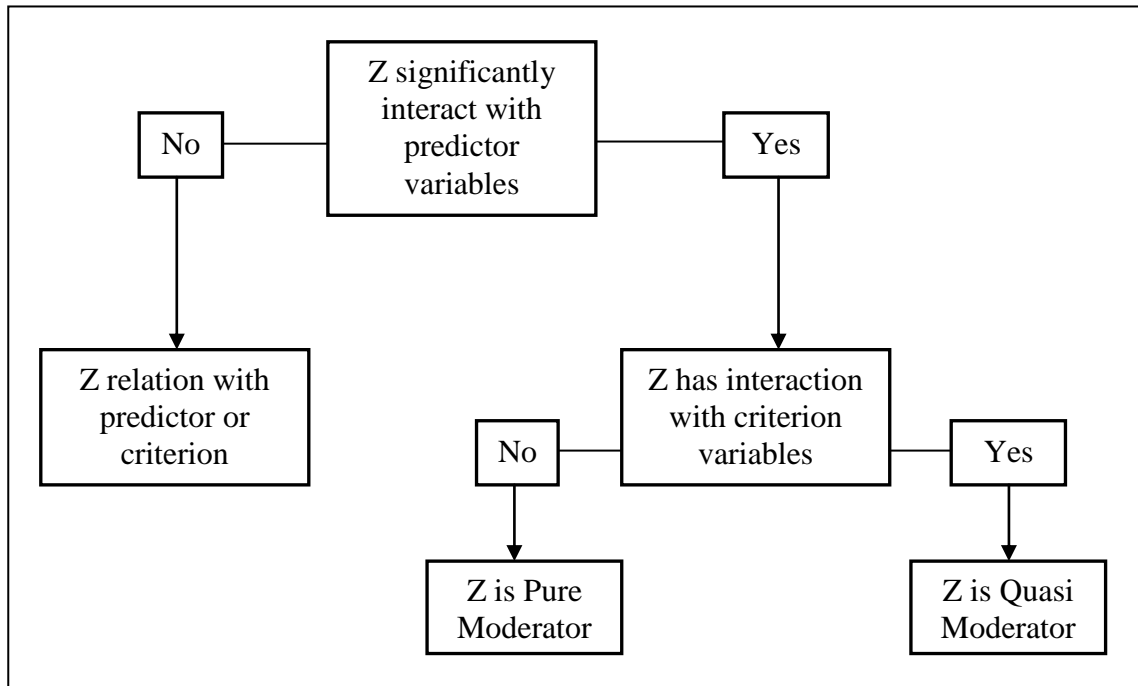 Z significantly
interact with
predictor
variables
No
Yes
Z relation with
predictor or
criterion
Z has interaction
with criterion
variables
No
Yes
Z is Pure
Moderator
Z is Quasi
Moderator